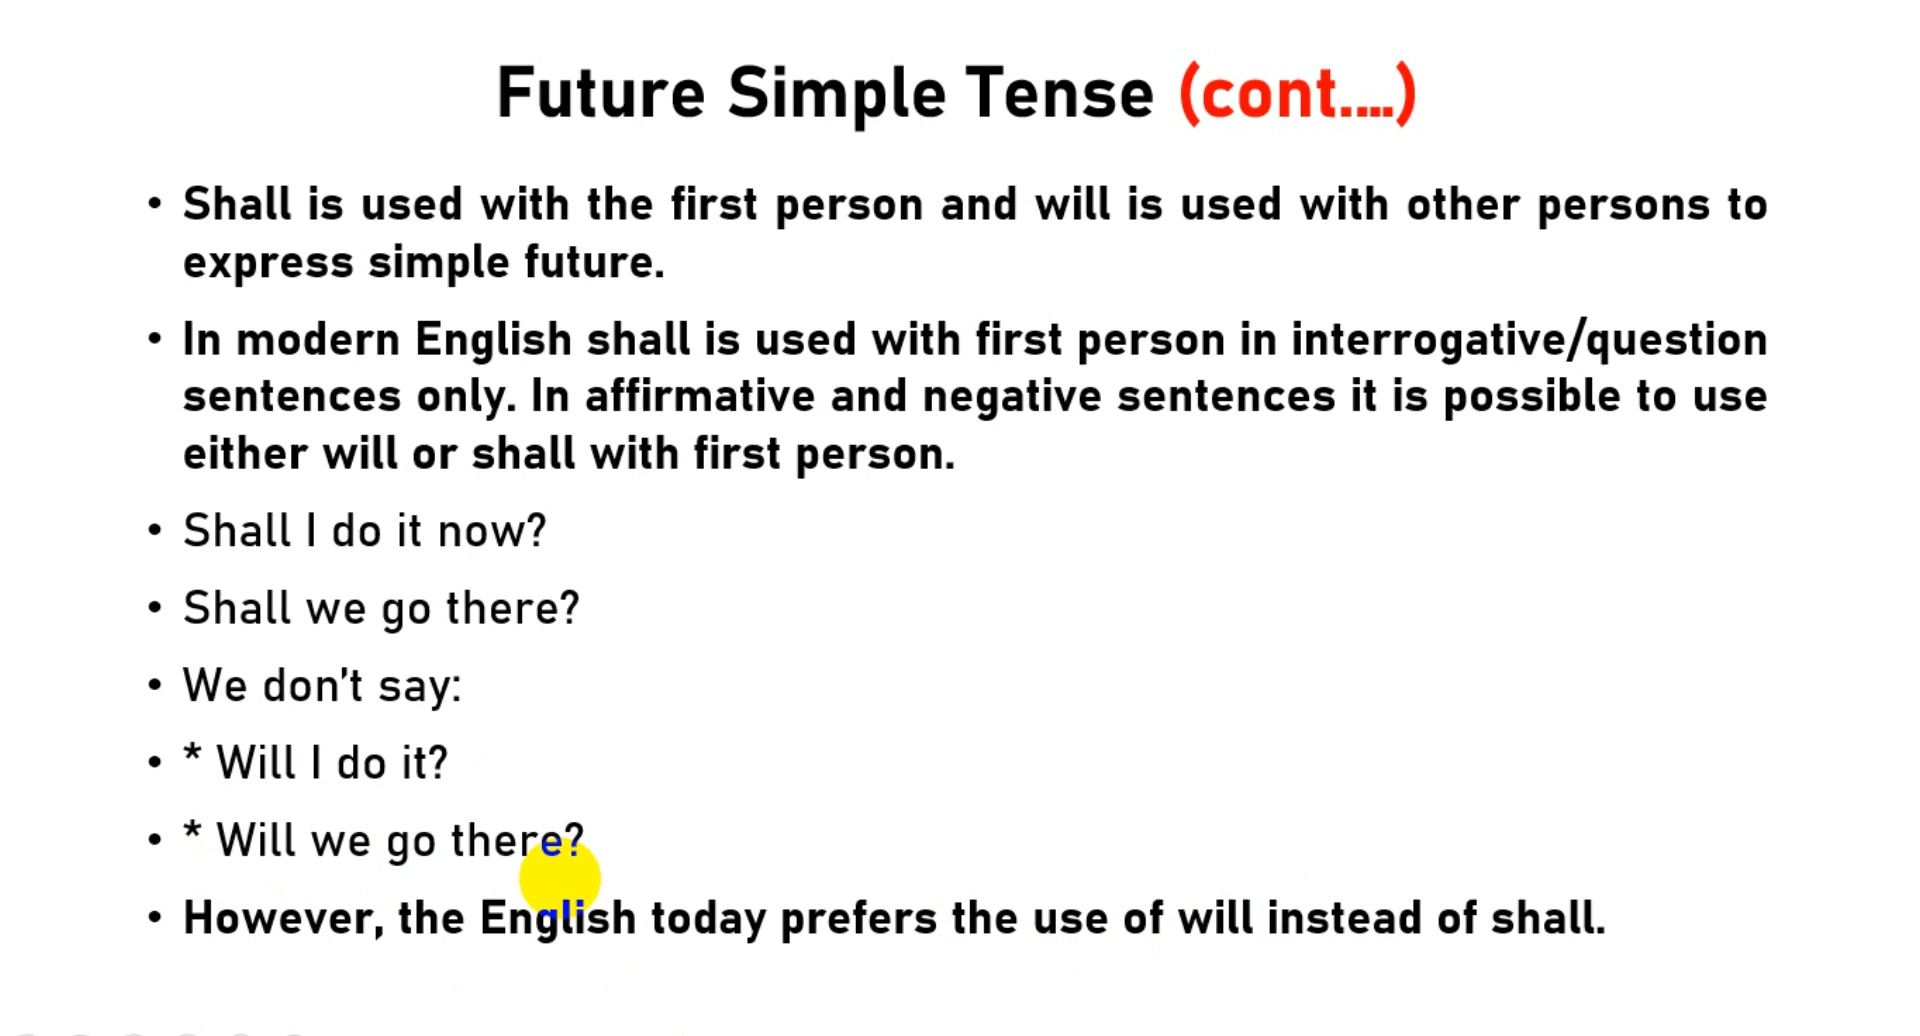 Future Simple Tense (cont....)
• Shall is used with the first person and will is used with other persons to
express simple future.
• In modern English shall is used with first person in interrogative/question
sentences only. In affirmative and negative sentences it is possible to use
either will or shall with first person.
• Shall I do it now?
• Shall we go there?
• We don't say:
• * Will I do it?
• * Will we go there?
• However, the English today prefers the use of will instead of shall.